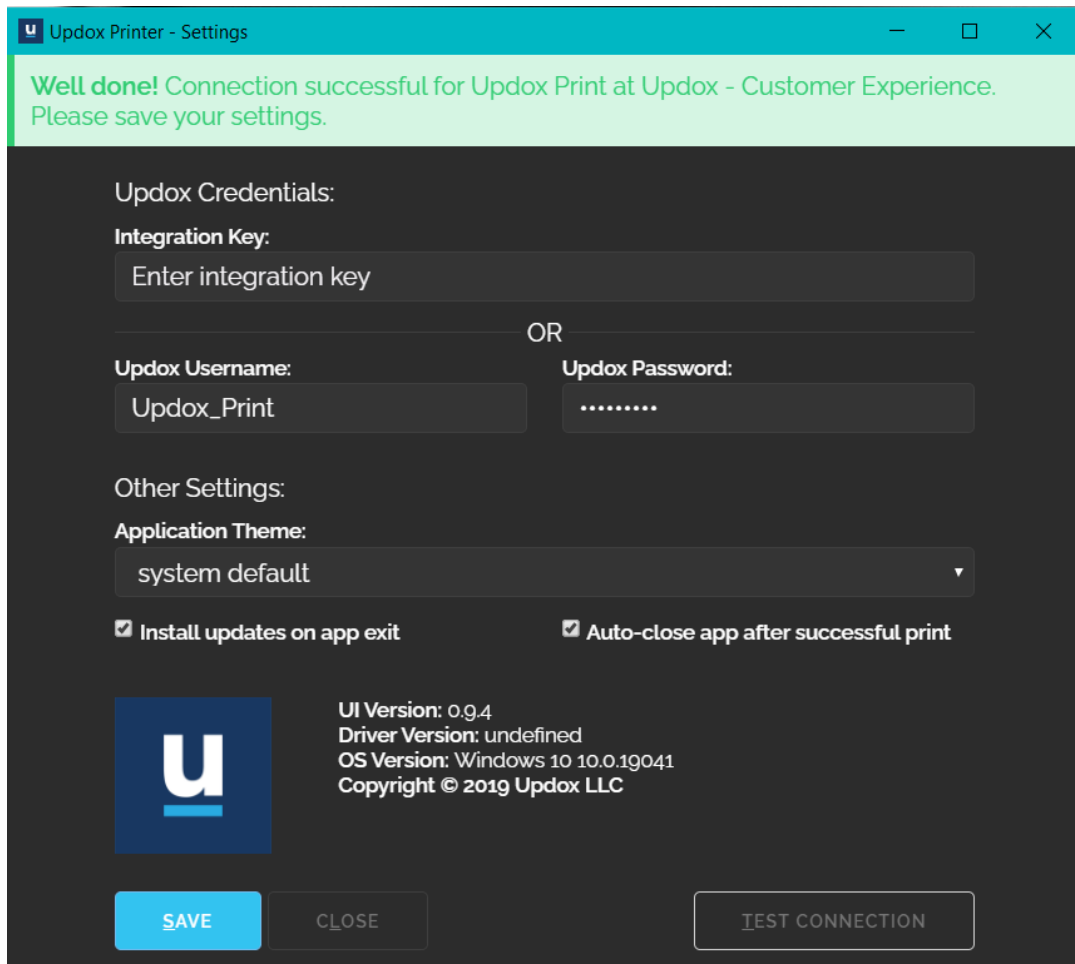 u Updox Printer - Settings
Well done! Connection successful for Updox Print at Updox - Customer Experience.
Please save your settings.
Updox Credentials:
Integration Key:
Enter integration key
OR
Updox Username: Updox Password:
Updox_Print •••••••••
Other Settings:
Application Theme:
system default
Install updates on app exit Auto-close app after successful print
u
UI Version: 0.9.4
Driver Version: undefined
OS Version: Windows 10 10.0.19041
Copyright © 2019 Updox LLC
SAVE CLOSE TEST CONNECTION